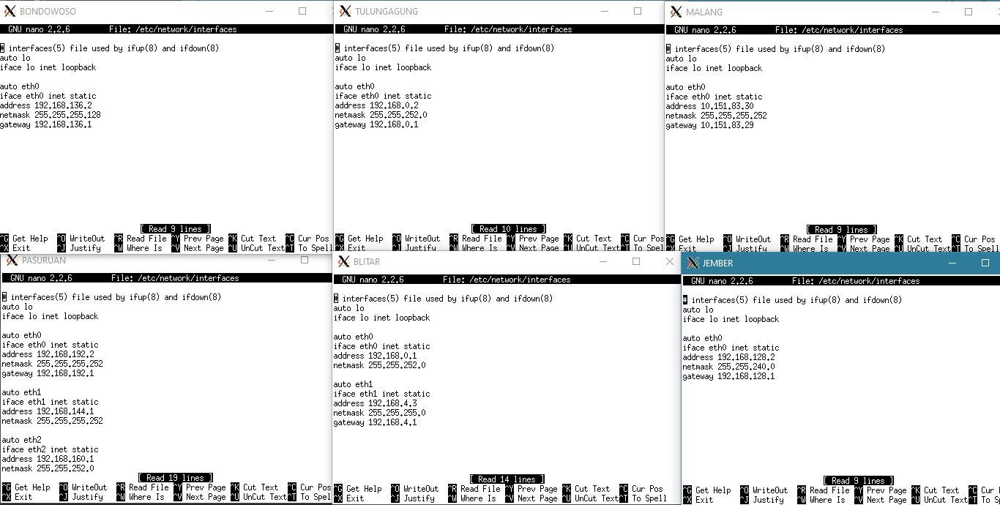 BONDOWOSO
GNU nano 2.2.6 File: /etc/network/interfaces
# interfaces(5) file used by ifup(8) and ifdown(8)
auto lo
iface lo inet loopback
auto eth0
iface eth0 inet static
address 192.168.136.2
netmask 255.255.255.128
gateway 192.168.136.1
[ Read 9 lines ]
^G Get Help ^O WriteOut ^R Read File ^Y Prev Page ^K Cut Text ^C Cur Pos
^X Exit ^J Justify ^W Where Is ^V Next Page ^U UnCut Text ^T To Spell
TULUNGAGUNG
GNU nano 2.2.6 File: /etc/network/interfaces
# interfaces(5) file used by ifup(8) and ifdown(8)
auto lo
iface lo inet loopback
auto eth0
iface eth0 inet static
address 192.168.0.2
netmask 255.255.252.0
gateway 192.168.0.1
[ Read 10 lines ]
^G Get Help ^O WriteOut ^R Read File ^Y Prev Page ^K Cut Text ^C Cur Pos
^X Exit ^J Justify ^W Where Is ^V Next Page ^U UnCut Text ^T To Spell
MALANG
GNU nano 2.2.6 File: /etc/network/interfaces
# interfaces(5) file used by ifup(8) and ifdown(8)
auto lo
iface lo inet loopback
auto eth0
iface eth0 inet static
address 10.151.83.30
netmask 255.255.255.252
gateway 10.151.83.29
[ Read 9 lines ]
^G Get Help ^O WriteOut ^R Read File ^Y Prev Page ^K Cut Text ^C Cur Pos
^X Exit ^J Justify ^W Where Is ^V Next Page ^U UnCut Text ^T To Spell
PASURUAN
GNU nano 2.2.6 File: /etc/network/interfaces
# interfaces(5) file used by ifup(8) and ifdown(8)
auto lo
iface lo inet loopback
auto eth0
iface eth0 inet static
address 192.168.192.2
netmask 255.255.255.252
gateway 192.168.192.1
auto eth1
iface eth1 inet static
address 192.168.144.1
netmask 255.255.255.252
auto eth2
iface eth2 inet static
address 192.168.160.1
netmask 255.255.252.0
[ Read 19 lines ]
^G Get Help ^O WriteOut ^R Read File ^Y Prev Page ^K Cut Text ^C Cur Pos
^X Exit ^J Justify ^W Where Is ^V Next Page ^U UnCut Text ^T To Spel
BLITAR
GNU nano 2.2.6 File: /etc/network/interfaces
# interfaces(5) file used by ifup(8) and ifdown(8)
auto lo
iface lo inet loopback
auto eth0
iface eth0 inet static
address 192.168.0.1
netmask 255.255.252.0
auto eth1
iface eth1 inet static
address 192.168.4.3
netmask 255.255.255.0
gateway 192.168.4.1
[ Read 14 lines ]
^G Get Help ^O WriteOut ^R Read File ^Y Prev Page ^K Cut Text ^C Cur Pos
^X Exit ^J Justify ^W Where Is ^V Next Page ^U UnCut Text ^T To Spell
JEMBER
GNU nano 2.2.6 File: /etc/network/interfaces
# interfaces(5) file used by ifup(8) and ifdown(8)
auto lo
iface lo inet loopback
auto eth0
iface eth0 inet static
address 192.168.128.2
netmask 255.255.240.0
gateway 192.168.128.1
[ Read 9 lines ]
^G Get Help ^O WriteOut ^R Read File ^Y Prev Page ^K Cut Text ^C Cur P
^X Exit ^J Justify ^W Where Is ^V Next Page ^U UnCut Text ^T To S